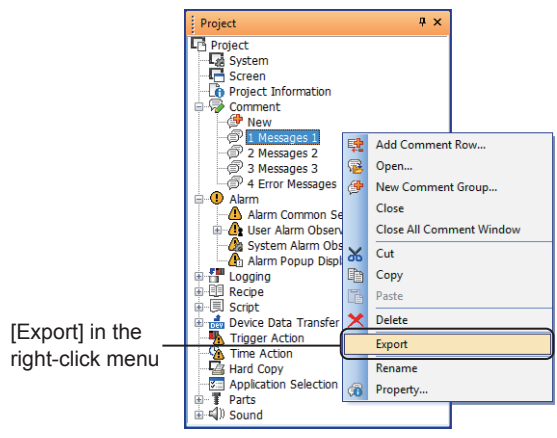 Project
Project
System
Screen
Project Information
Comment
New
1 Messages 1
2 Messages 2
3 Messages 3
4 Error Messages
Alarm
Alarm Common Se
User Alarm Observ
System Alarm Obs
Alarm Popup Displ
Logging
Recipe
Script
Device Data Transfer
Trigger Action
Time Action
Hard Copy
Application Selection
Parts
Sound
Add Comment Row...
Open...
New Comment Group...
Close
Close All Comment Window
Cut
Copy
Paste
Delete
Export
Rename
Property...
[Export] in the
right-click menu